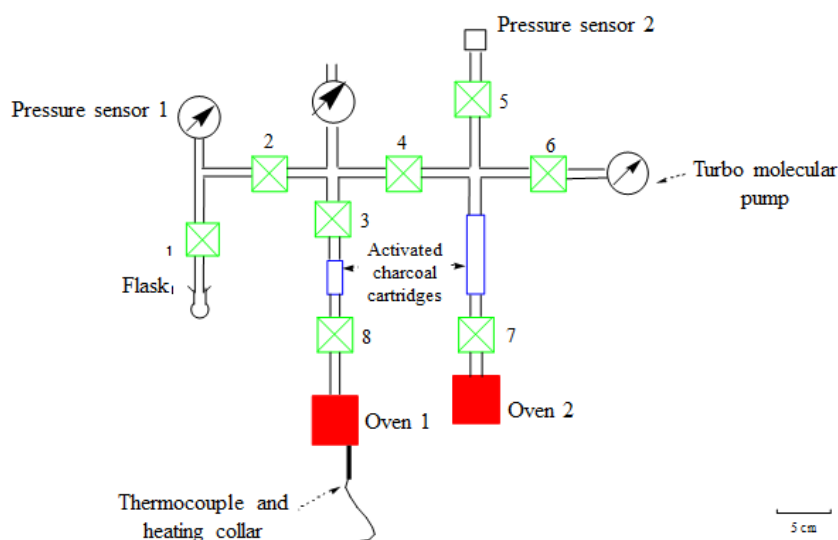 Pressure sensor 2
Pressure sensor 1
5
2
4
6
Turbo molecular
pump
3
1
Activated
charcoal
cartridges
Flask
8
7
Oven 1
Oven 2
Thermocouple and
heating collar
5 cm